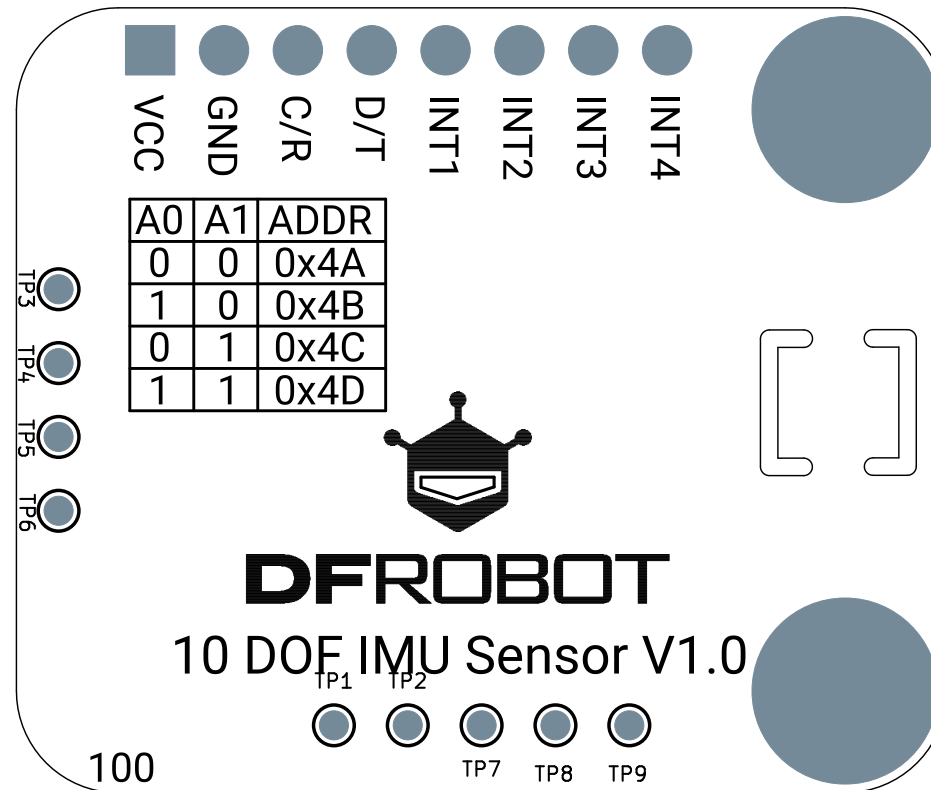 VCC GND C/R D/T INT1 INT2 INT3 INT4
A0 A1 ADDR
0 0 0x4A
1 0 0x4B
0 1 0x4C
1 1 0x4D
TP3
TP4
TP5
TP6
DFROBOT
10 DOF IMU Sensor V1.0
TP1 TP2
TP7 TP8 TP9
100